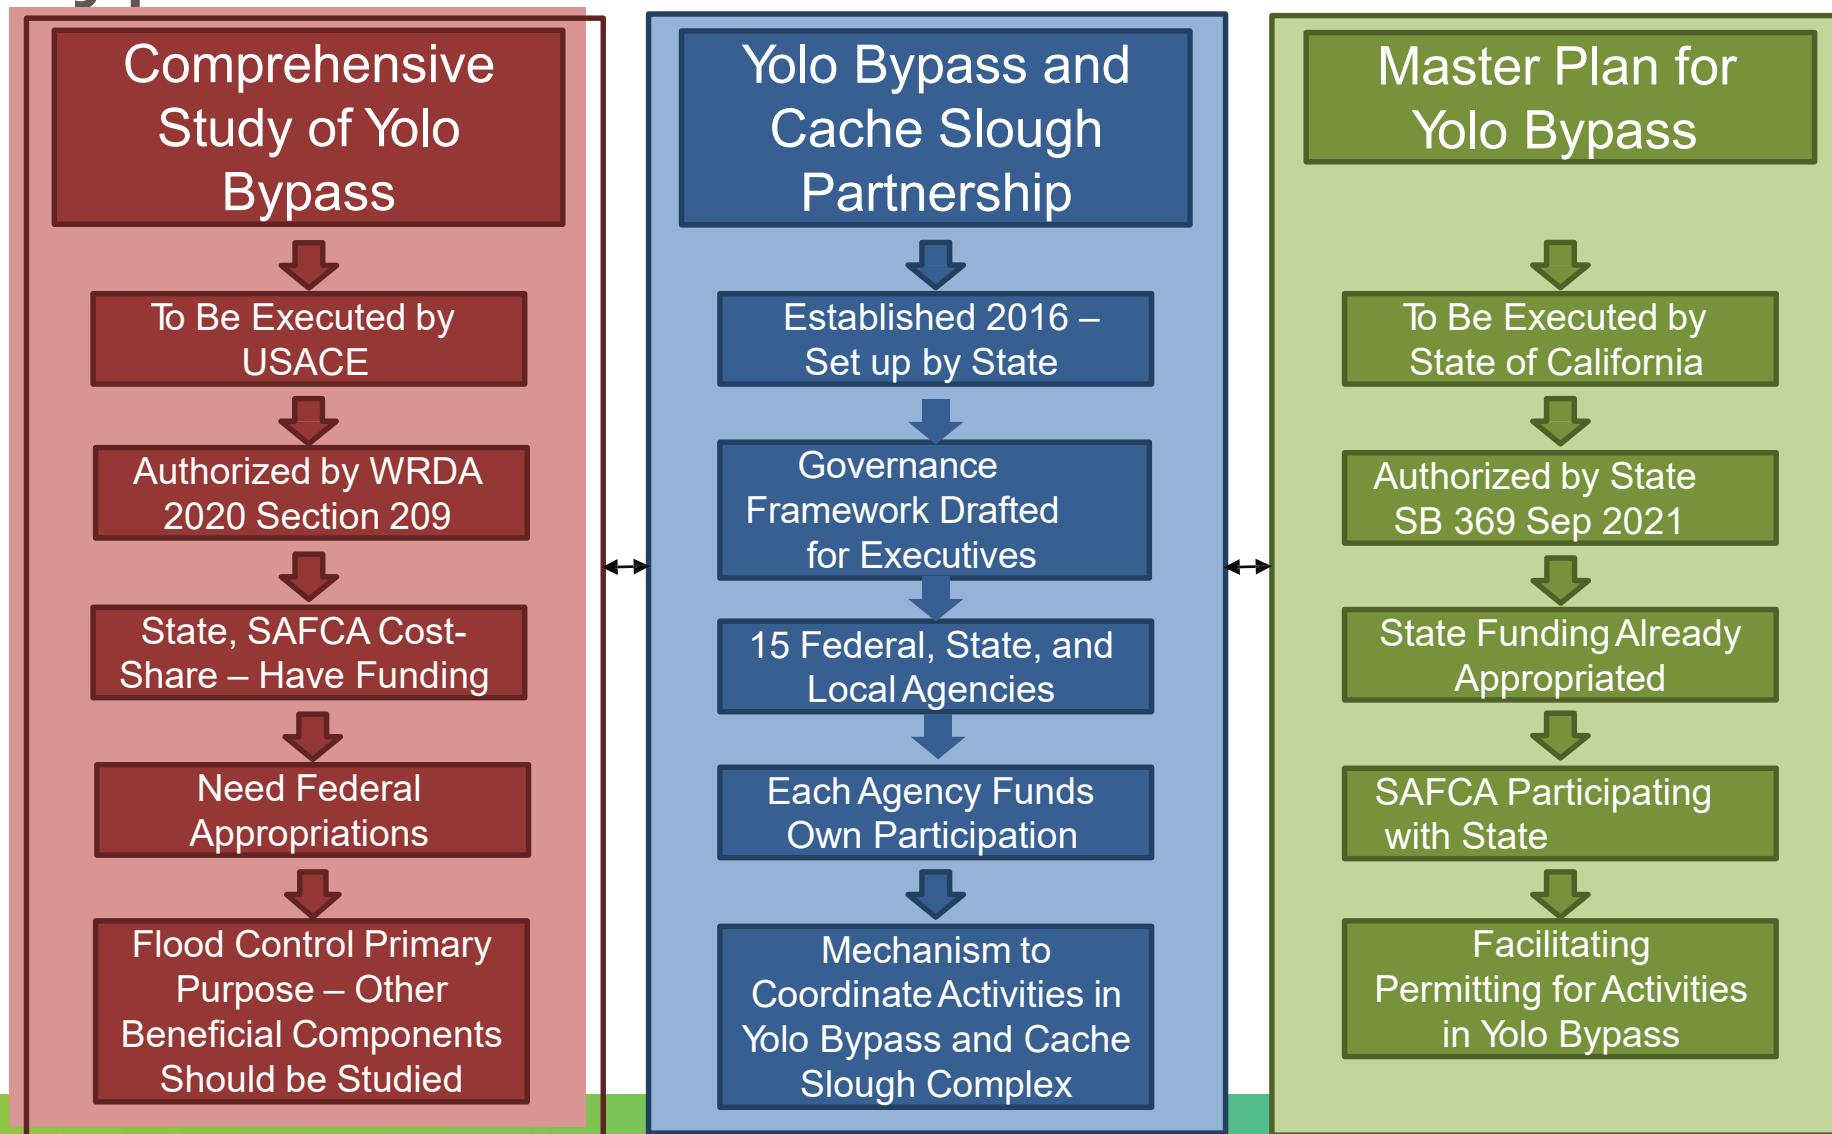 Comprehensive
Study of Yolo
Bypass
To Be Executed by
USACE
Authorized by WRDA
2020 Section 209
State, SAFCA Cost-
Share – Have Funding
Need Federal
Appropriations
Flood Control Primary
Purpose – Other
Beneficial Components
Should be Studied
Yolo Bypass and
Cache Slough
Partnership
Established 2016 –
Set up by State
Governance
Framework Drafted
for Executives
15 Federal, State, and
Local Agencies
Each Agency Funds
Own Participation
Mechanism to
Coordinate Activities in
Yolo Bypass and Cache
Slough Complex
Master Plan for
Yolo Bypass
To Be Executed by
State of California
Authorized by State
SB 369 Sep 2021
State Funding Already
Appropriated
SAFCA Participating
with State
Facilitating
Permitting for Activities
in Yolo Bypass